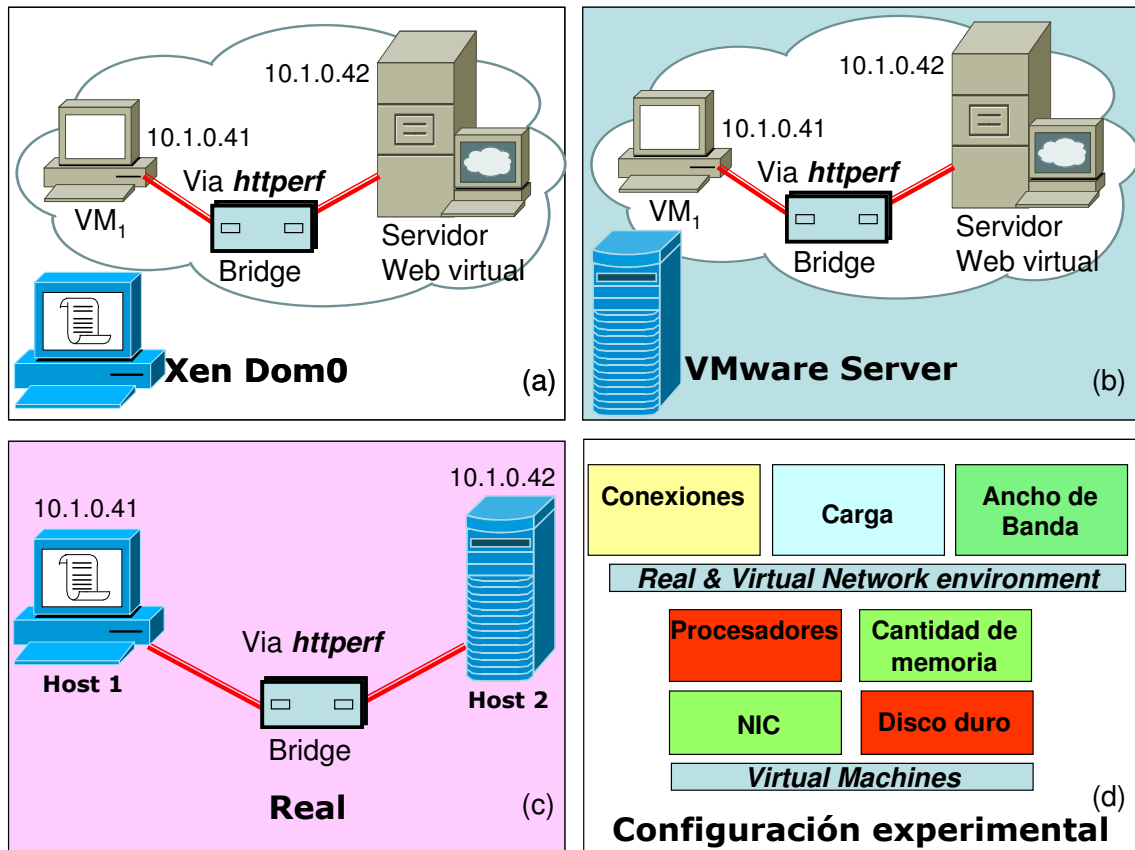 10.1.0.42
10.1.0.41
Via httperf
VM1
Bridge
Servidor
Web virtual
Xen Dom0
(a)
10.1.0.42
10.1.0.41
Via httperf
VM1
Bridge
Servidor
Web virtual
VMware Server
(b)
10.1.0.42
10.1.0.41
Via httperf
Host 1
Host 2
Bridge
Real
(c)
Conexiones
Carga
Ancho de
Banda
Real & Virtual Network environment
Procesadores
Cantidad de
memoria
NIC
Disco duro
Virtual Machines
(d)
Configuración experimental